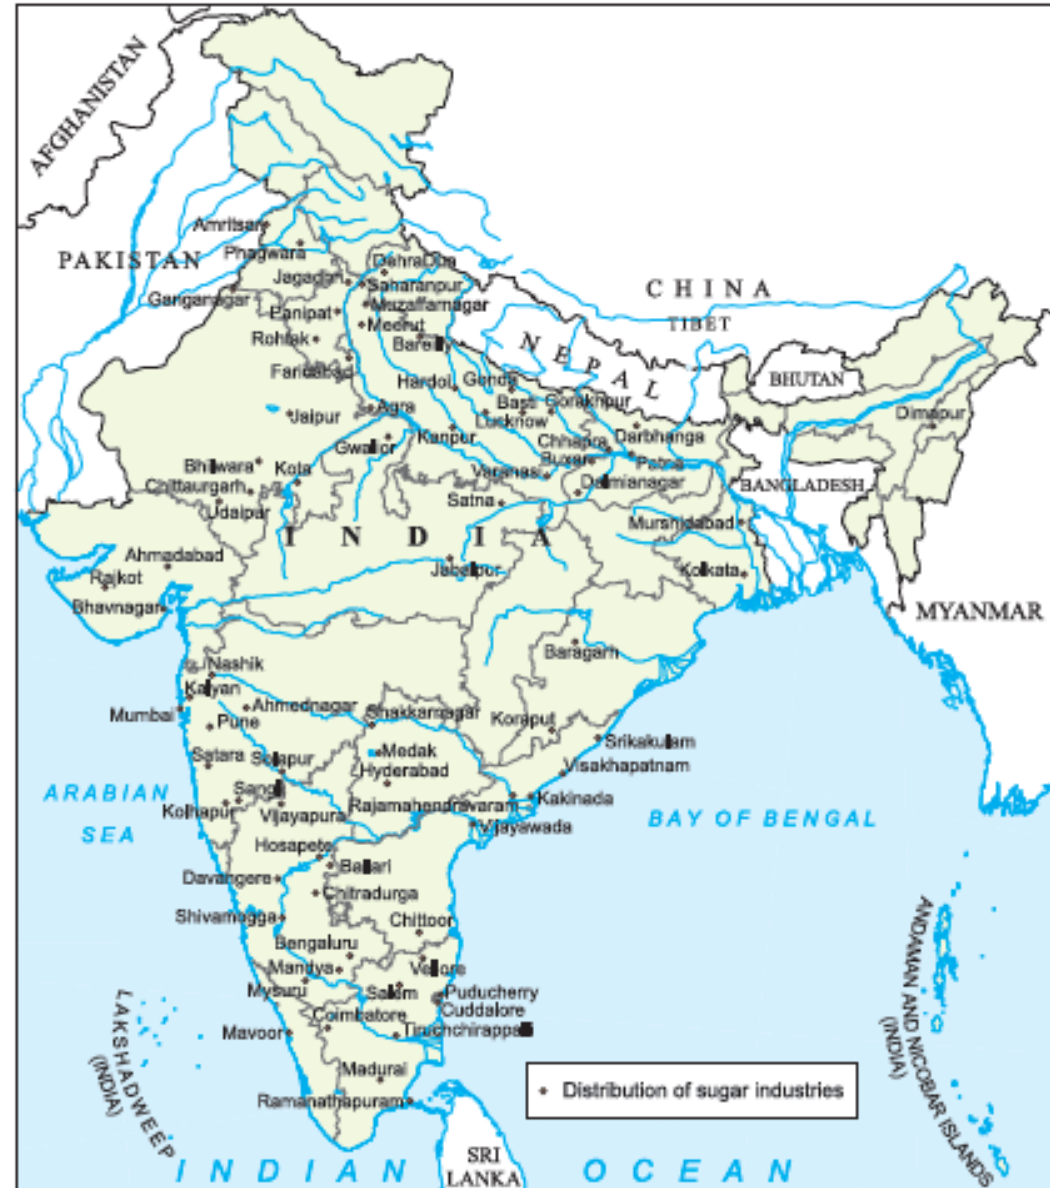 AFGHANISTAN
PAKISTAN
Amritsar
Phagwara
DehraDun
Jagadhri
Saharanpur
CHINA
Ganganagar
Muzaffarnagar
Panipat
Meerut
TIBET
Rohtak
Bareilly
NEPAL
Faridabad
Hardoi
Gonda
BHUTAN
Agra
Basti
Gorakhpur
Jaipur
Lucknow
Dimapur
Gwalior
Kanpur
Chhapra
Darbhanga
Bhilwara
Kota
Varanasi
Buxar
Patna
Chittaurgarh
Satna
Dalmianagar
BANGLADESH
Udaipur
Murshidabad
INDIA
Ahmadabad
Jabalpur
Kolkata
Rajkot
Bhavnagar
MYANMAR
Baragarh
Nashik
Kalyan
Ahmednagar
Shakkarnagar
Mumbai
Pune
Koraput
Srikakulam
Satara
Solapur
Medak
Hyderabad
Visakhapatnam
ARABIAN
SEA
Sangli
Rajamahendravaram
Kakinada
Kolhapur
Vijayapura
Vijayawada
BAY OF BENGAL
Hosapete
Ballari
Davangere
Chitradurga
Shivamogga
Chittoor
Bengaluru
Mandya
Vellore
Mysuru
Salem
Puducherry
Cuddalore
Coimbatore
Mavoor
Tiruchchirappalli
Madurai
Ramanathapuram
Distribution of sugar industries
LAKSHADWEEP
(INDIA)
ANDAMAN AND NICOBAR ISLANDS
(INDIA)
SRI
LANKA
INDIAN OCEAN